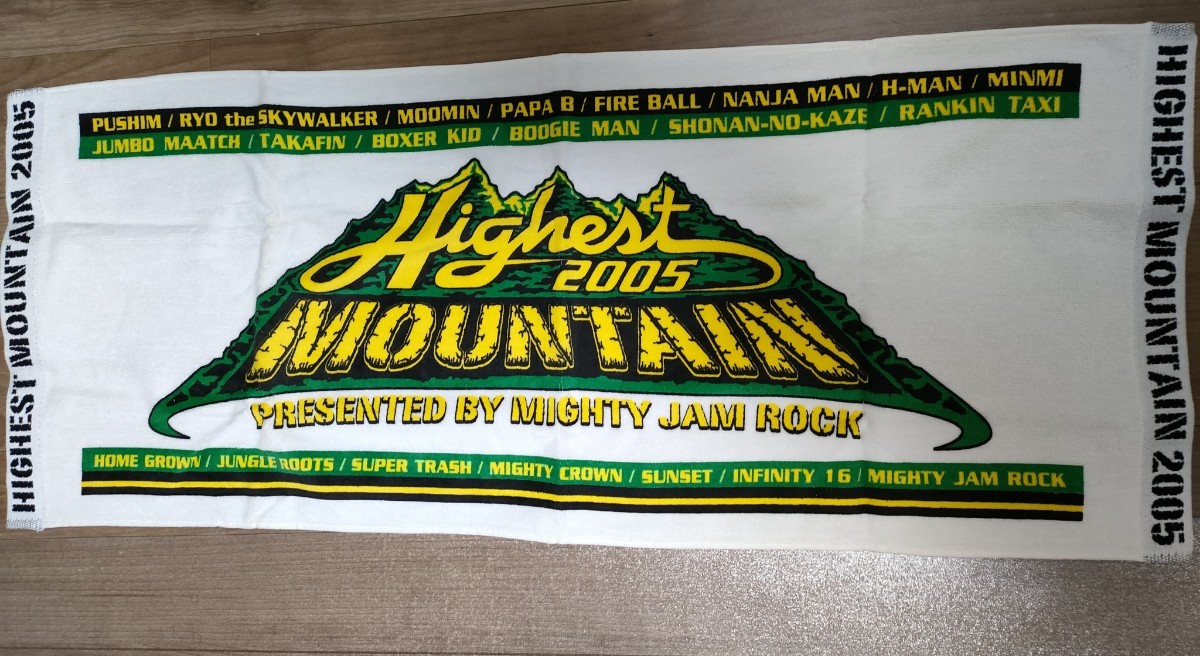 HIGHEST MOUNTAIN 2005
PUSHIM / RYO the SKYWALKER / MOOMIN / PAPA B / FIRE BALL / NANJA MAN / H-MAN / MINMI
JUMBO MAATCH / TAKAFIN / BOXER KID / BOOGIE MAN / SHONAN-NO-KAZE / RANKIN TAXI
Highest
2005
MOUNTAIN
PRESENTED BY MIGHTY JAM ROCK
HOME GROWN / JUNGLE ROOTS / SUPER TRASH / MIGHTY CROWN / SUNSET / INFINITY 16 / MIGHTY JAM ROCK
HIGHEST MOUNTAIN 2005